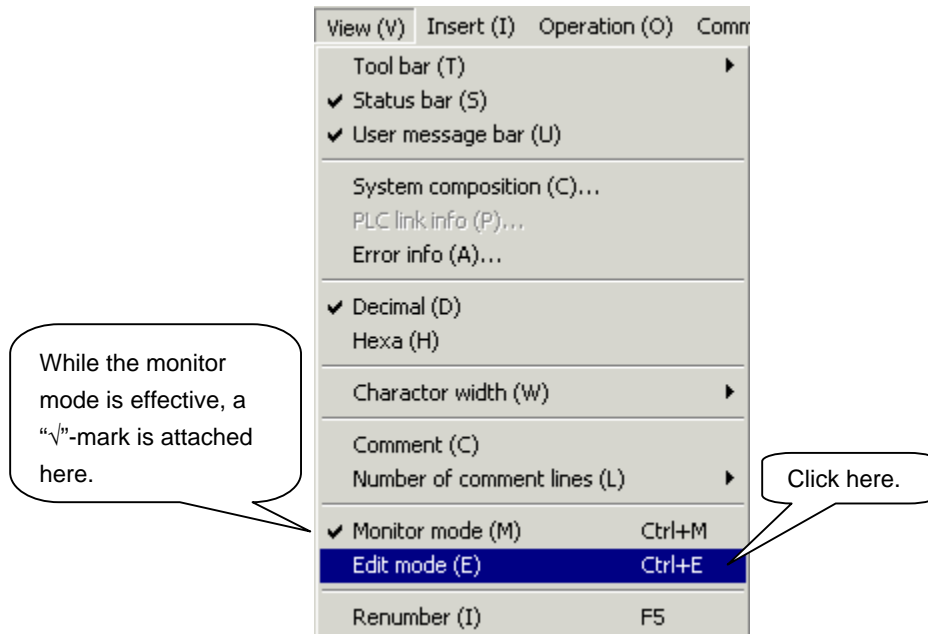 View (V) Insert (I) Operation (O) Comm
Tool bar (T)
✔ Status bar (S)
✔ User message bar (U)
System composition (C)...
PLC link info (P)...
Error info (A)...
✔ Decimal (D)
Hexa (H)
Charactor width (W)
Comment (C)
Number of comment lines (L)
✔ Monitor mode (M) Ctrl+M
Edit mode (E) Ctrl+E
Renumber (I) F5
While the monitor
mode is effective, a
“√”-mark is attached
here.
Click here.